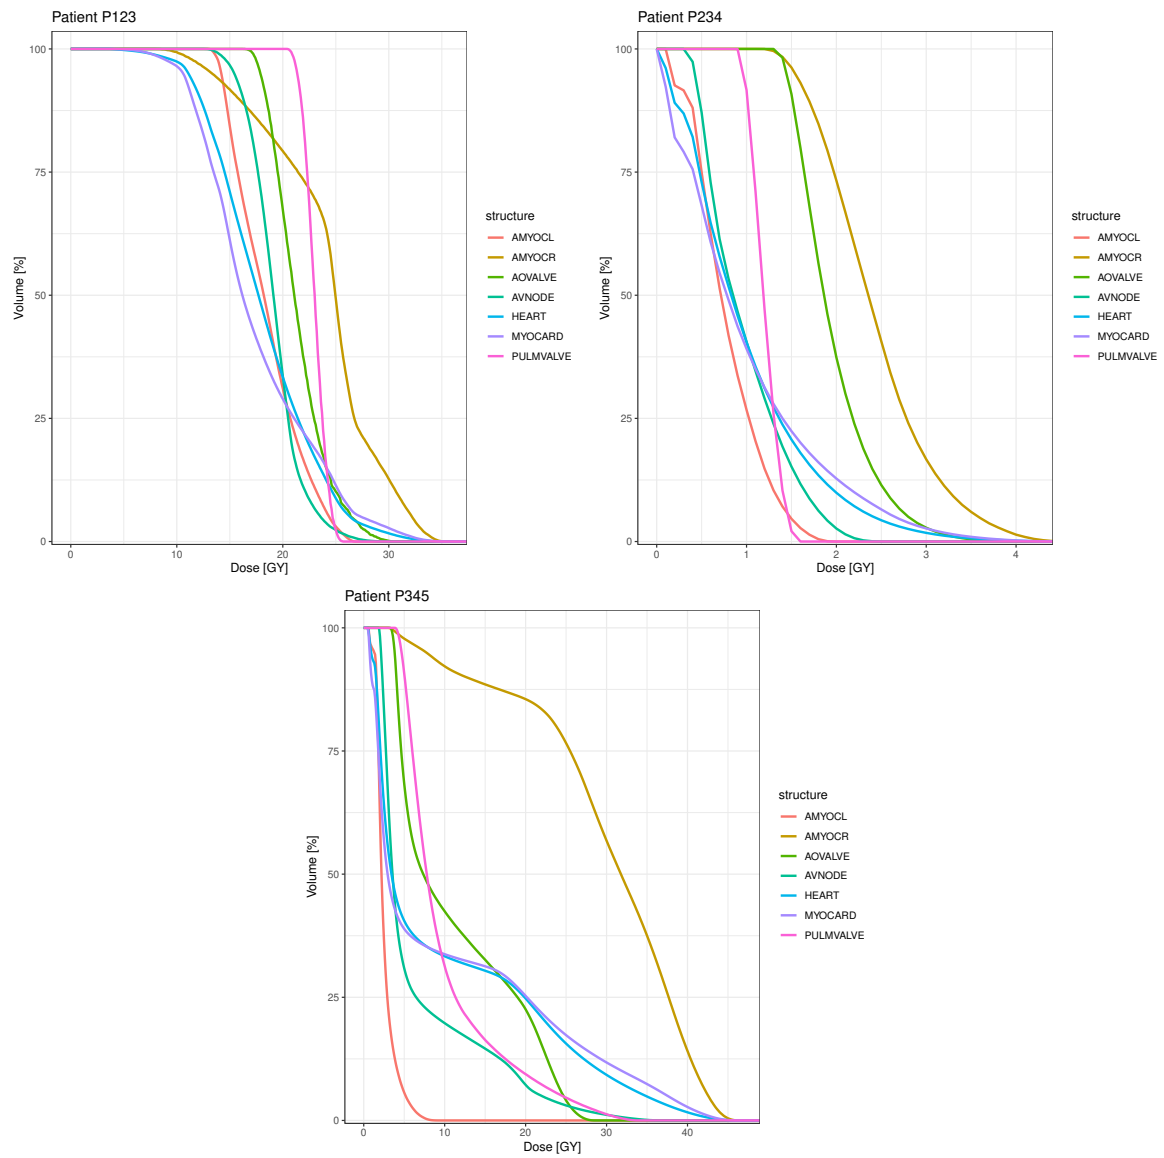 Patient P123
Volume [%]
100
75
50
25
0
0 10 20 30
Dose [GY]
structure
AMYOCL
AMYOCR
AOVALVE
AVNODE
HEART
MYOCARD
PULMVALVE
Patient P234
Volume [%]
100
75
50
25
0
0 1 2 3 4
Dose [GY]
structure
AMYOCL
AMYOCR
AOVALVE
AVNODE
HEART
MYOCARD
PULMVALVE
Patient P345
Volume [%]
100
75
50
25
0
0 10 20 30 40
Dose [GY]
structure
AMYOCL
AMYOCR
AOVALVE
AVNODE
HEART
MYOCARD
PULMVALVE